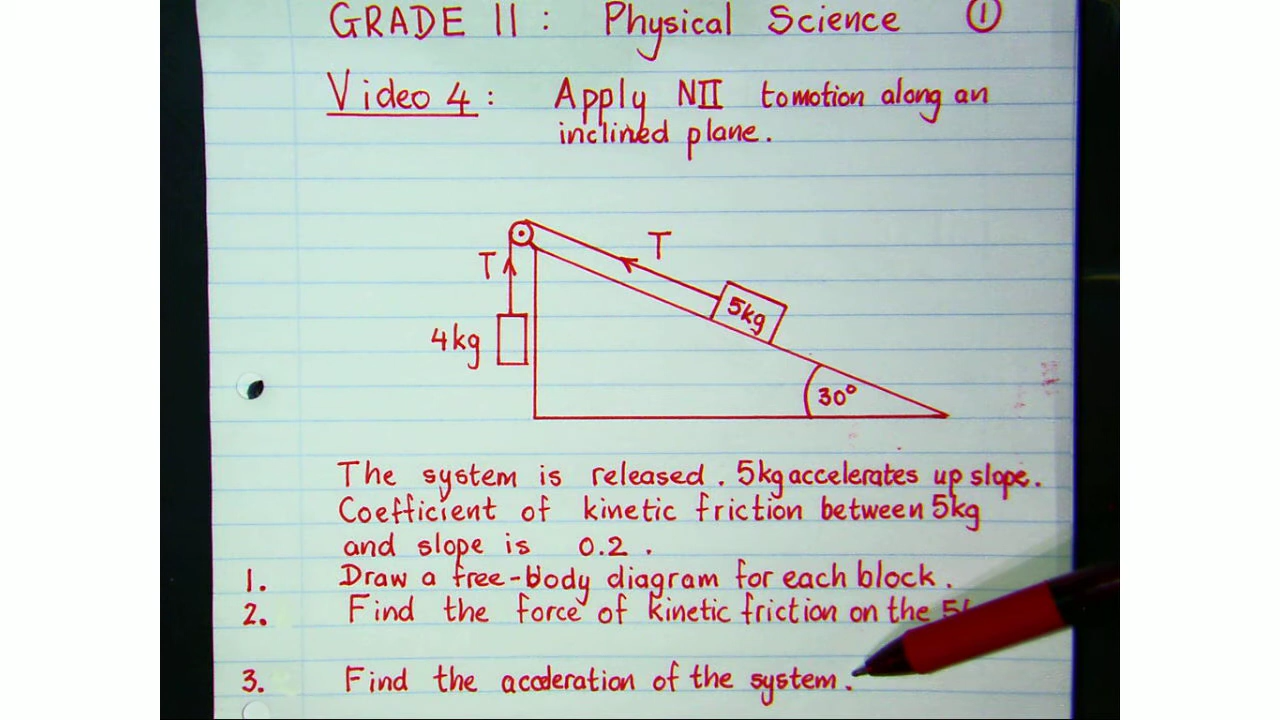 GRADE 11 : Physical Science ①
Video 4 : Apply NII to motion along an
inclined plane.
T
T
5kg
4kg
30°
The system is released. 5kg accelerates up slope.
Coefficient of kinetic friction between 5kg
and slope is 0.2.
1. Draw a free-body diagram for each block.
2. Find the force of kinetic friction on the
3. Find the acceleration of the system.